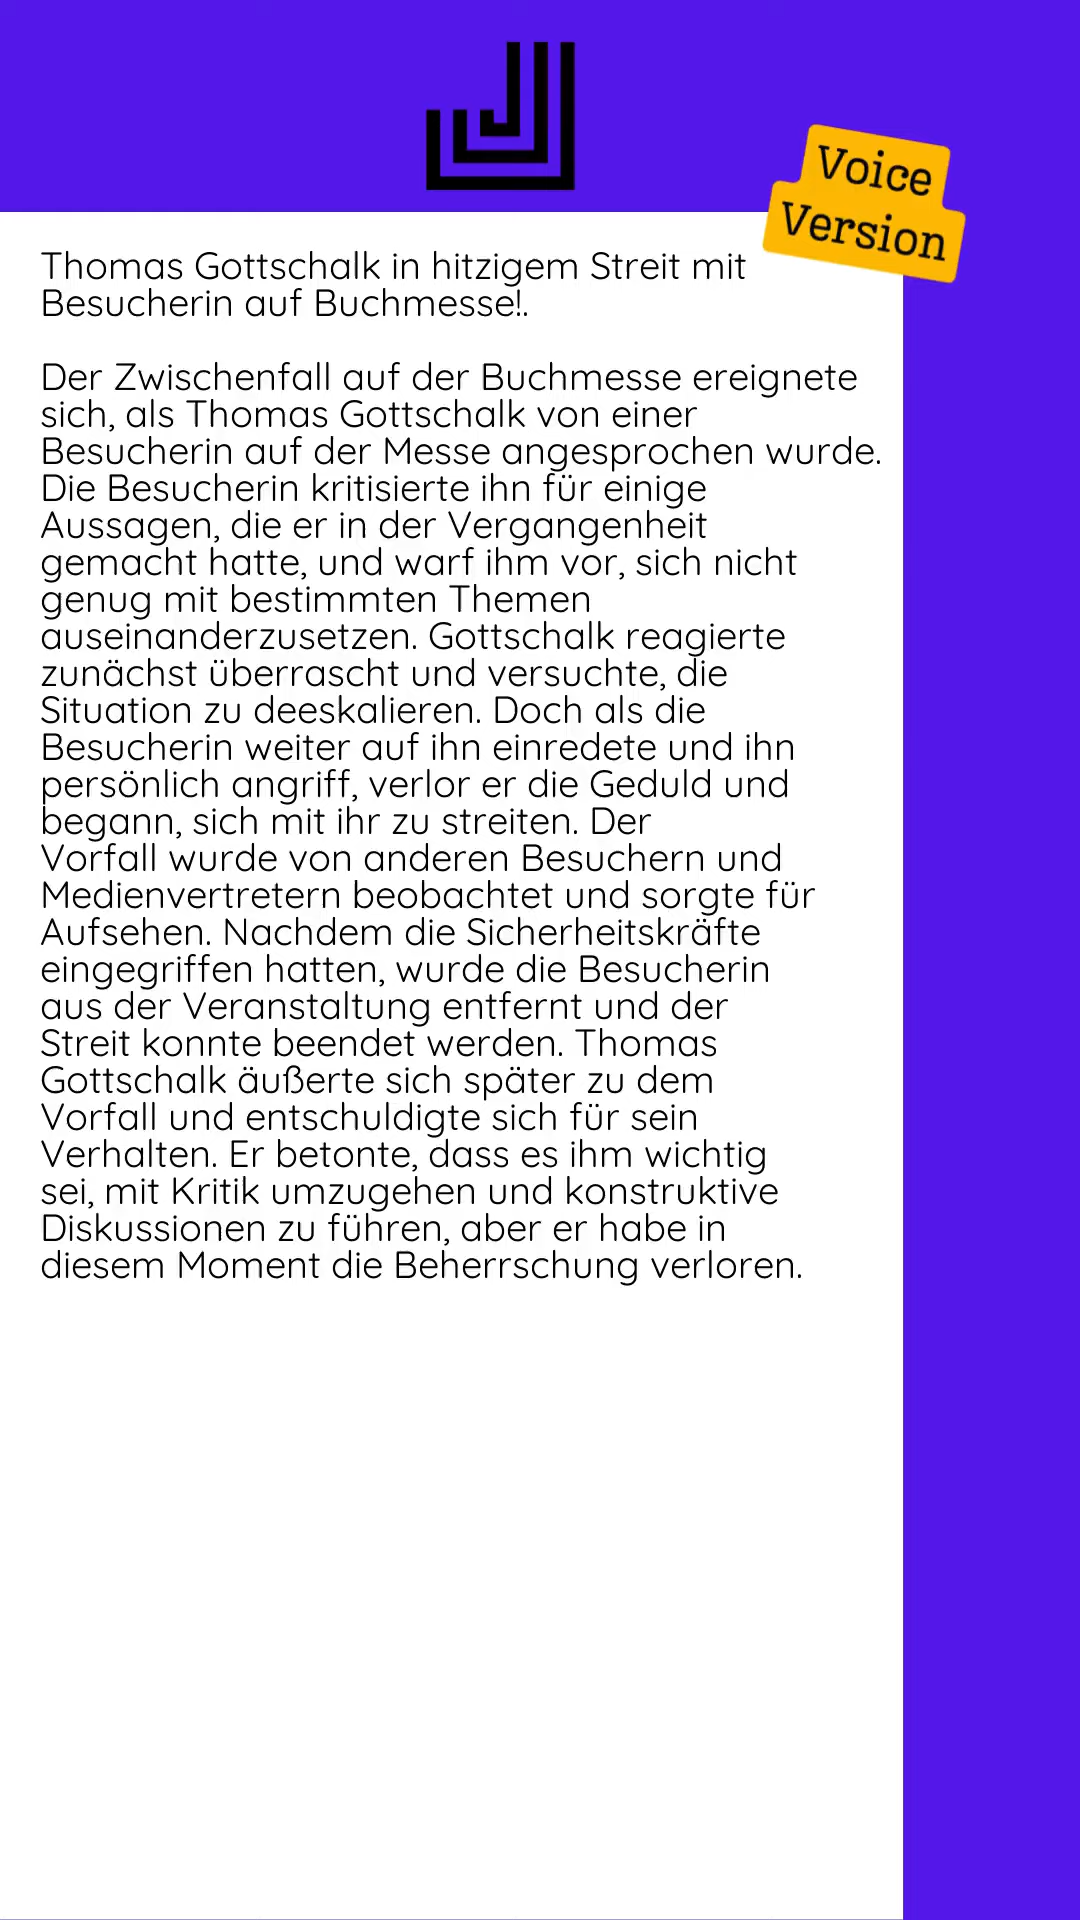 Voice
Version
Thomas Gottschalk in hitzigem Streit mit
Besucherin auf Buchmesse!.
Der Zwischenfall auf der Buchmesse ereignete
sich, als Thomas Gottschalk von einer
Besucherin auf der Messe angesprochen wurde.
Die Besucherin kritisierte ihn für einige
Aussagen, die er in der Vergangenheit
gemacht hatte, und warf ihm vor, sich nicht
genug mit bestimmten Themen
auseinanderzusetzen. Gottschalk reagierte
zunächst überrascht und versuchte, die
Situation zu deeskalieren. Doch als die
Besucherin weiter auf ihn einredete und ihn
persönlich angriff, verlor er die Geduld und
begann, sich mit ihr zu streiten. Der
Vorfall wurde von anderen Besuchern und
Medienvertretern beobachtet und sorgte für
Aufsehen. Nachdem die Sicherheitskräfte
eingegriffen hatten, wurde die Besucherin
aus der Veranstaltung entfernt und der
Streit konnte beendet werden. Thomas
Gottschalk äußerte sich später zu dem
Vorfall und entschuldigte sich für sein
Verhalten. Er betonte, dass es ihm wichtig
sei, mit Kritik umzugehen und konstruktive
Diskussionen zu führen, aber er habe in
diesem Moment die Beherrschung verloren.